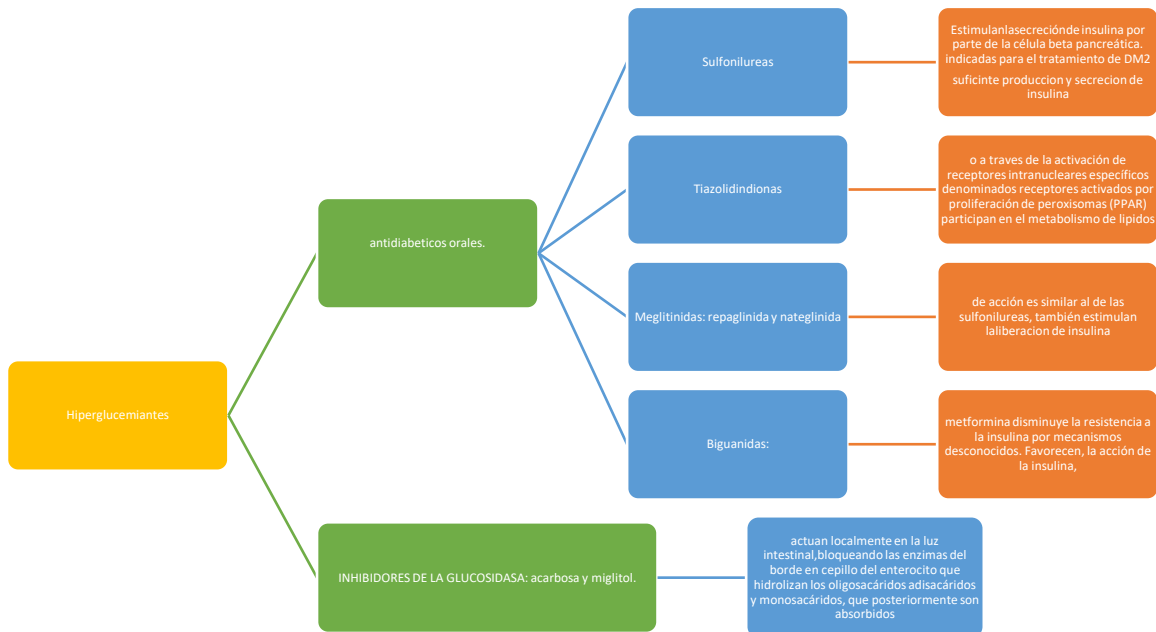 Hiperglucemiantes
antidiabeticos orales.
Sulfonilureas
Estimulanlasecreciónde insulina por
parte de la célula beta pancreática.
indicadas para el tratamiento de DM2
suficinte produccion y secrecion de
insulina
Tiazolidindionas
o a traves de la activación de
receptores intranucleares específicos
denominados receptores activados por
proliferación de peroxisomas (PPAR)
participan en el metabolismo de lipidos
Meglitinidas: repaglinida y nateglinida
de acción es similar al de las
sulfonilureas, también estimulan
laliberacion de insulina
Biguanidas:
metformina disminuye la resistencia a
la insulina por mecanismos
desconocidos. Favorecen, la acción de
la insulina,
INHIBIDORES DE LA GLUCOSIDASA: acarbosa y miglitol.
actuan localmente en la luz
intestinal,bloqueando las enzimas del
borde en cepillo del enterocito que
hidrolizan los oligosacáridos adisacáridos
y monosacáridos, que posteriormente son
absorbidos